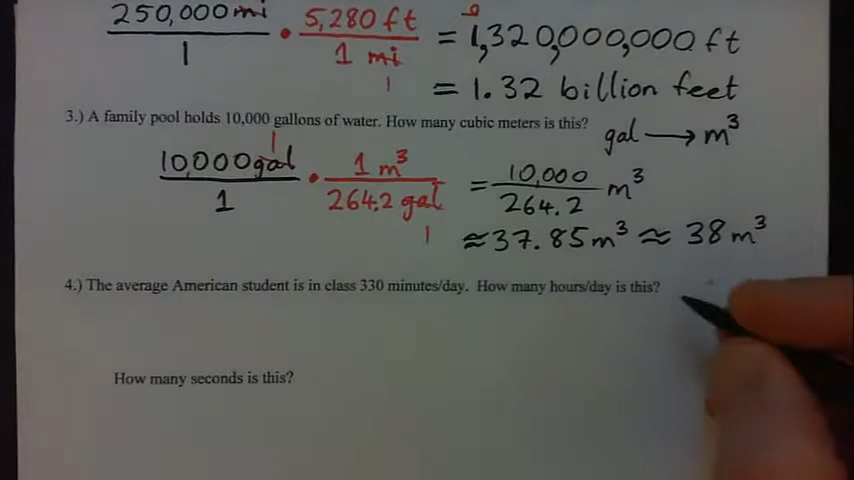 250,000 mi / 1 • 5,280 ft / 1 mi = 1,320,000,000 ft
1
= 1.32 billion feet
3.) A family pool holds 10,000 gallons of water. How many cubic meters is this? gal → m³
1
10,000 gal / 1 • 1 m³ / 264.2 gal = 10,000 / 264.2 m³
1
≈ 37.85 m³ ≈ 38 m³
4.) The average American student is in class 330 minutes/day. How many hours/day is this?
How many seconds is this?